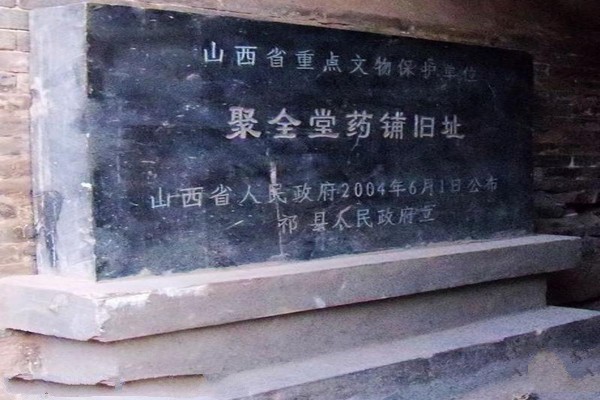 山西省重点文物保护单位
聚全堂药铺旧址
山西省人民政府2004年6月1日公布
祁县人民政府立